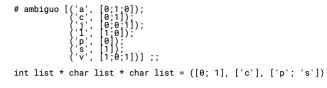 # ambiguo [('a', [0;1;0]);
('c', [0;1]);
('j', [0;0;1]);
('l', [1;0]);
('p', [0]);
('s', [1]);
('v', [1;0;1])] ;;
int list * char list * char list = ([0; 1], ['c'], ['p'; 's'])